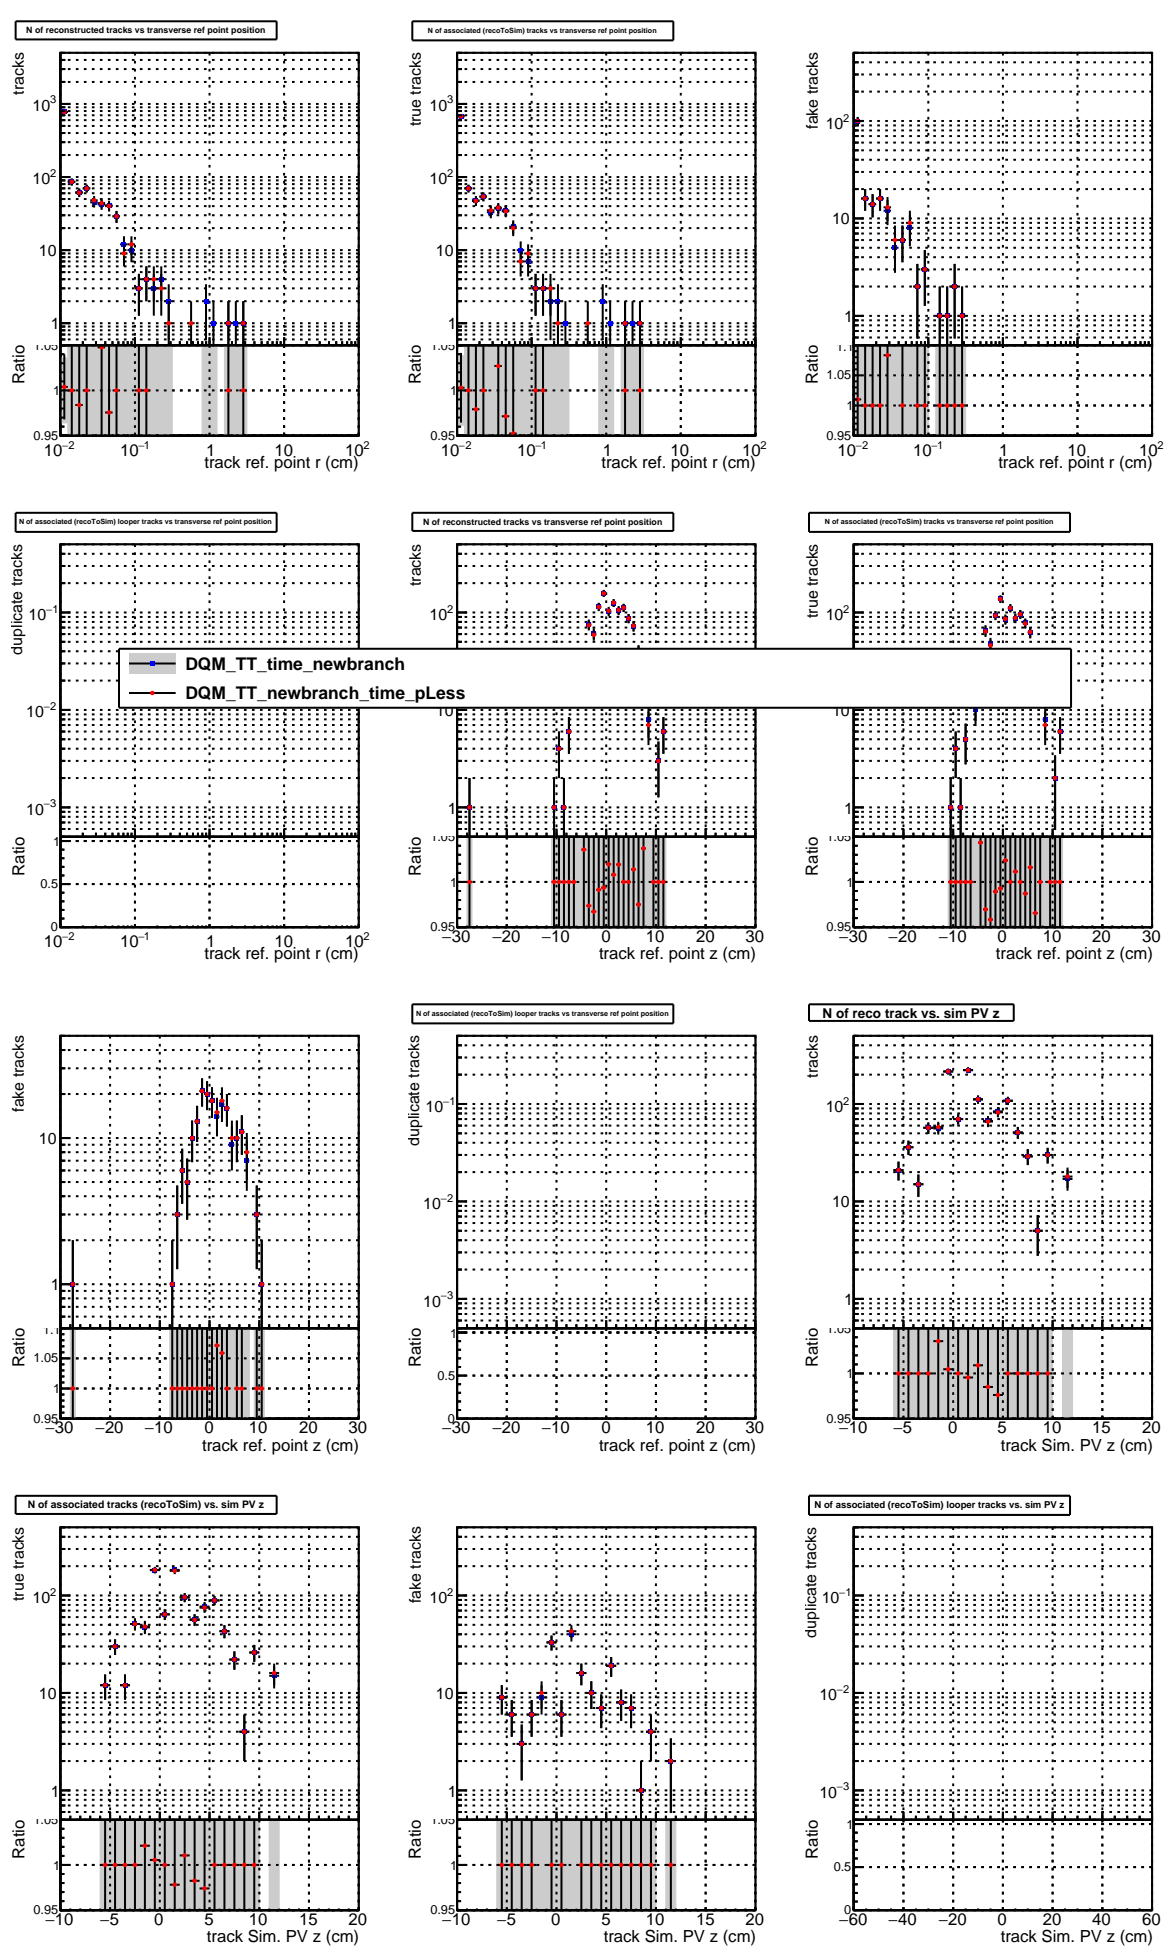 N of reconstructed tracks vs transverse ref point position
tracks
10³
10²
10
1
Ratio
1.05
1
0.95
10⁻² 10⁻¹ 1 10 10²
track ref. point r (cm)
N of associated (recoToSim) tracks vs transverse ref point position
true tracks
10³
10²
10
1
Ratio
1.05
1
0.95
10⁻² 10⁻¹ 1 10 10²
track ref. point r (cm)
fake tracks
10²
10
1
Ratio
1.1
1.05
1
0.95
10⁻² 10⁻¹ 1 10 10²
track ref. point r (cm)
N of associated (recoToSim) looper tracks vs transverse ref point position
duplicate tracks
10⁻¹
10⁻²
10⁻³
Ratio
1
0.5
0
10⁻² 10⁻¹ 1 10 10²
track ref. point r (cm)
N of reconstructed tracks vs transverse ref point position
tracks
10²
10
1
Ratio
1.05
1
0.95
−30 −20 −10 0 10 20 30
track ref. point z (cm)
N of associated (recoToSim) tracks vs transverse ref point position
true tracks
10²
10
1
Ratio
1.05
1
0.95
−30 −20 −10 0 10 20 30
track ref. point z (cm)
DQM_TT_time_newbranch
DQM_TT_newbranch_time_pLess
fake tracks
10
1
Ratio
1.1
1.05
1
0.95
−30 −20 −10 0 10 20 30
track ref. point z (cm)
N of associated (recoToSim) looper tracks vs transverse ref point position
duplicate tracks
10⁻¹
10⁻²
10⁻³
Ratio
1
0.5
0
−30 −20 −10 0 10 20 30
track ref. point z (cm)
N of reco track vs. sim PV z
tracks
10²
10
1
Ratio
1.05
1
0.95
−10 −5 0 5 10 15 20
track Sim. PV z (cm)
N of associated tracks (recoToSim) vs. sim PV z
true tracks
10²
10
1
Ratio
1.05
1
0.95
−10 −5 0 5 10 15 20
track Sim. PV z (cm)
fake tracks
10²
10
1
Ratio
1.05
1
0.95
−10 −5 0 5 10 15 20
track Sim. PV z (cm)
N of associated (recoToSim) looper tracks vs. sim PV z
duplicate tracks
10⁻¹
10⁻²
10⁻³
Ratio
1
0.5
0
−60 −40 −20 0 20 40 60
track Sim. PV z (cm)